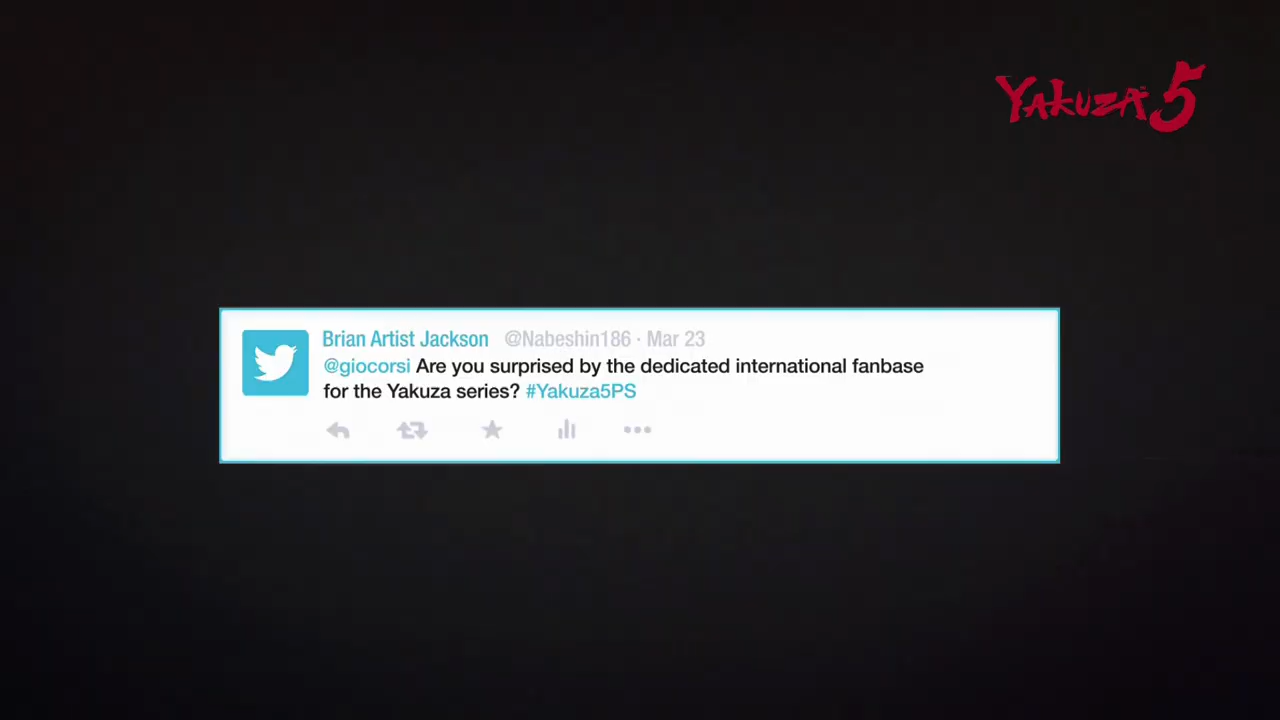 YAKUZA 5
Brian Artist Jackson @Nabeshin186 · Mar 23
@giocorsi Are you surprised by the dedicated international fanbase
for the Yakuza series? #Yakuza5PS